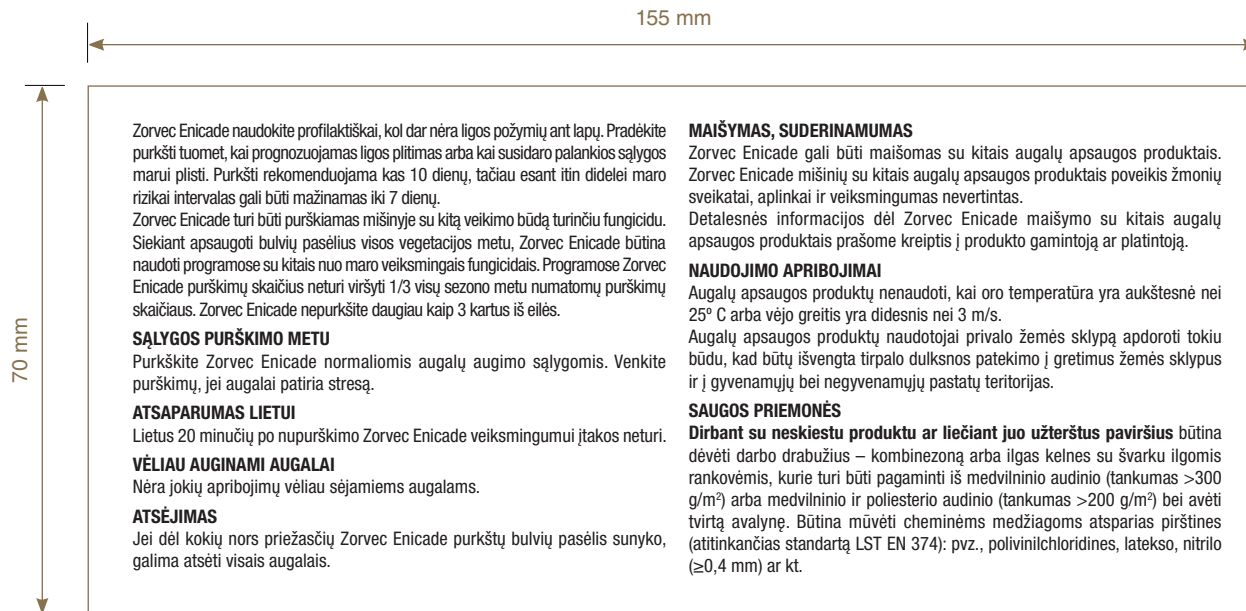 155 mm
70 mm
Zorvec Enicade naudokite profilaktiškai, kol dar nėra ligos požymių ant lapų. Pradėkite
purkšti tuomet, kai prognozuojamas ligos plitimas arba kai susidaro palankios sąlygos
marui plisti. Purkšti rekomenduojama kas 10 dienų, tačiau esant itin didelei maro
rizikai intervalas gali būti mažinamas iki 7 dienų.
Zorvec Enicade turi būti purškiamas mišinyje su kitą veikimo būdą turinčiu fungicidu.
Siekiant apsaugoti bulvių pasėlius visos vegetacijos metu, Zorvec Enicade būtina
naudoti programose su kitais nuo maro veiksmingais fungicidais. Programose Zorvec
Enicade purškimų skaičius neturi viršyti 1/3 visų sezono metu numatomų purškimų
skaičiaus. Zorvec Enicade nepurkšite daugiau kaip 3 kartus iš eilės.
SĄLYGOS PURŠKIMO METU
Purkškite Zorvec Enicade normaliomis augalų augimo sąlygomis. Venkite
purškimų, jei augalai patiria stresą.
ATSAPARUMAS LIETUI
Lietus 20 minučių po nupurškimo Zorvec Enicade veiksmingumui įtakos neturi.
VĖLIAU AUGINAMI AUGALAI
Nėra jokių apribojimų vėliau sėjamiems augalams.
ATSĖJIMAS
Jei dėl kokių nors priežasčių Zorvec Enicade purkštų bulvių pasėlis sunyko,
galima atsėti visais augalais.
MAIŠYMAS, SUDERINAMUMAS
Zorvec Enicade gali būti maišomas su kitais augalų apsaugos produktais.
Zorvec Enicade mišinių su kitais augalų apsaugos produktais poveikis žmonių
sveikatai, aplinkai ir veiksmingumas nevertintas.
Detalesnės informacijos dėl Zorvec Enicade maišymo su kitais augalų
apsaugos produktais prašome kreiptis į produkto gamintoją ar platintoją.
NAUDOJIMO APRIBOJIMAI
Augalų apsaugos produktų nenaudoti, kai oro temperatūra yra aukštesnė nei
25º C arba vėjo greitis yra didesnis nei 3 m/s.
Augalų apsaugos produktų naudotojai privalo žemės sklypą apdoroti tokiu
būdu, kad būtų išvengta tirpalo dulksnos patekimo į gretimus žemės sklypus
ir į gyvenamųjų bei negyvenamųjų pastatų teritorijas.
SAUGOS PRIEMONĖS
Dirbant su neskiestu produktu ar liečiant juo užterštus paviršius būtina
dėvėti darbo drabužius – kombinezoną arba ilgas kelnes su švarku ilgomis
rankovėmis, kurie turi būti pagaminti iš medvilninio audinio (tankumas >300
g/m²) arba medvilninio ir poliesterio audinio (tankumas >200 g/m²) bei avėti
tvirtą avalynę. Būtina mūvėti cheminėms medžiagoms atsparias pirštines
(atitinkančias standartą LST EN 374): pvz., polivinilchloridines, latekso, nitrilo
(≥0,4 mm) ar kt.